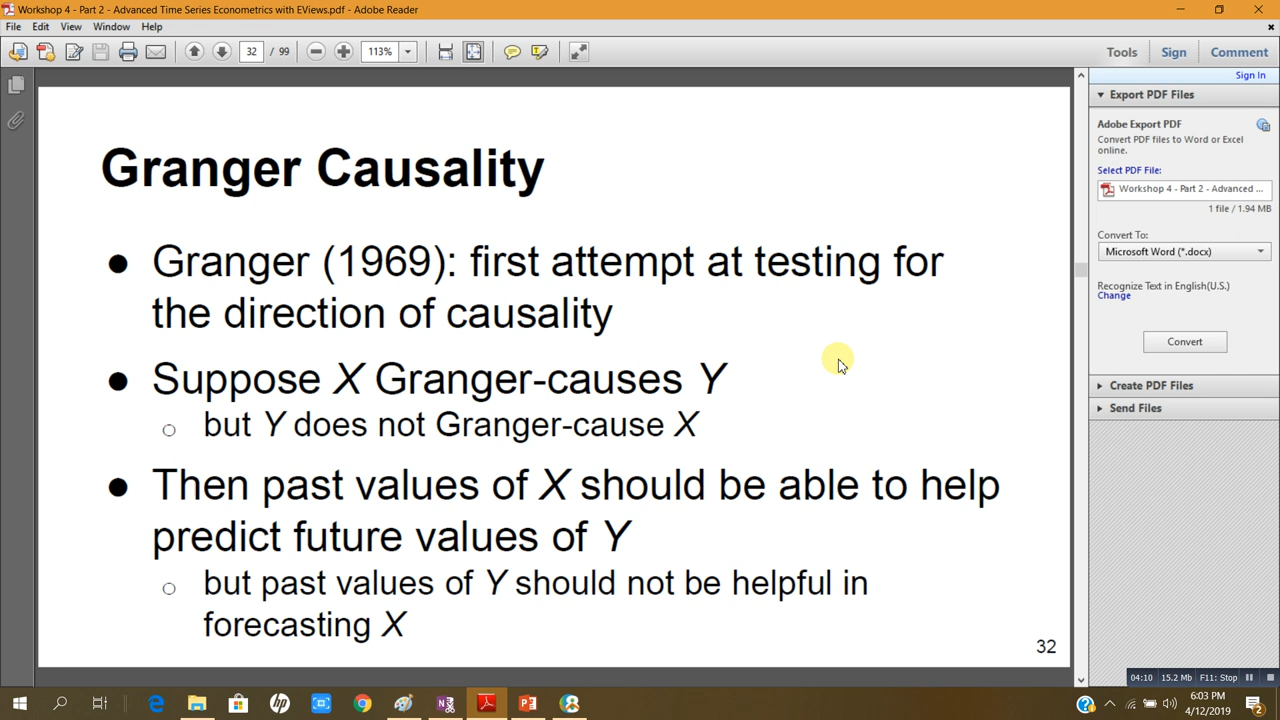 Workshop 4 - Part 2 - Advanced Time Series Econometrics with EViews.pdf - Adobe Reader
File Edit View Window Help
32 / 99 113% Tools Sign Comment
Sign In
Export PDF Files
Adobe Export PDF
Convert PDF files to Word or Excel
online.
Select PDF File:
Workshop 4 - Part 2 - Advanced ...
1 file / 1.94 MB
Convert To:
Microsoft Word (*.docx)
Recognize Text in English(U.S.)
Change
Convert
Create PDF Files
Send Files
Granger Causality
● Granger (1969): first attempt at testing for
the direction of causality
● Suppose X Granger-causes Y
○ but Y does not Granger-cause X
● Then past values of X should be able to help
predict future values of Y
○ but past values of Y should not be helpful in
forecasting X
32
04:10 15.2 Mb F11: Stop
6:03 PM
4/12/2019
2